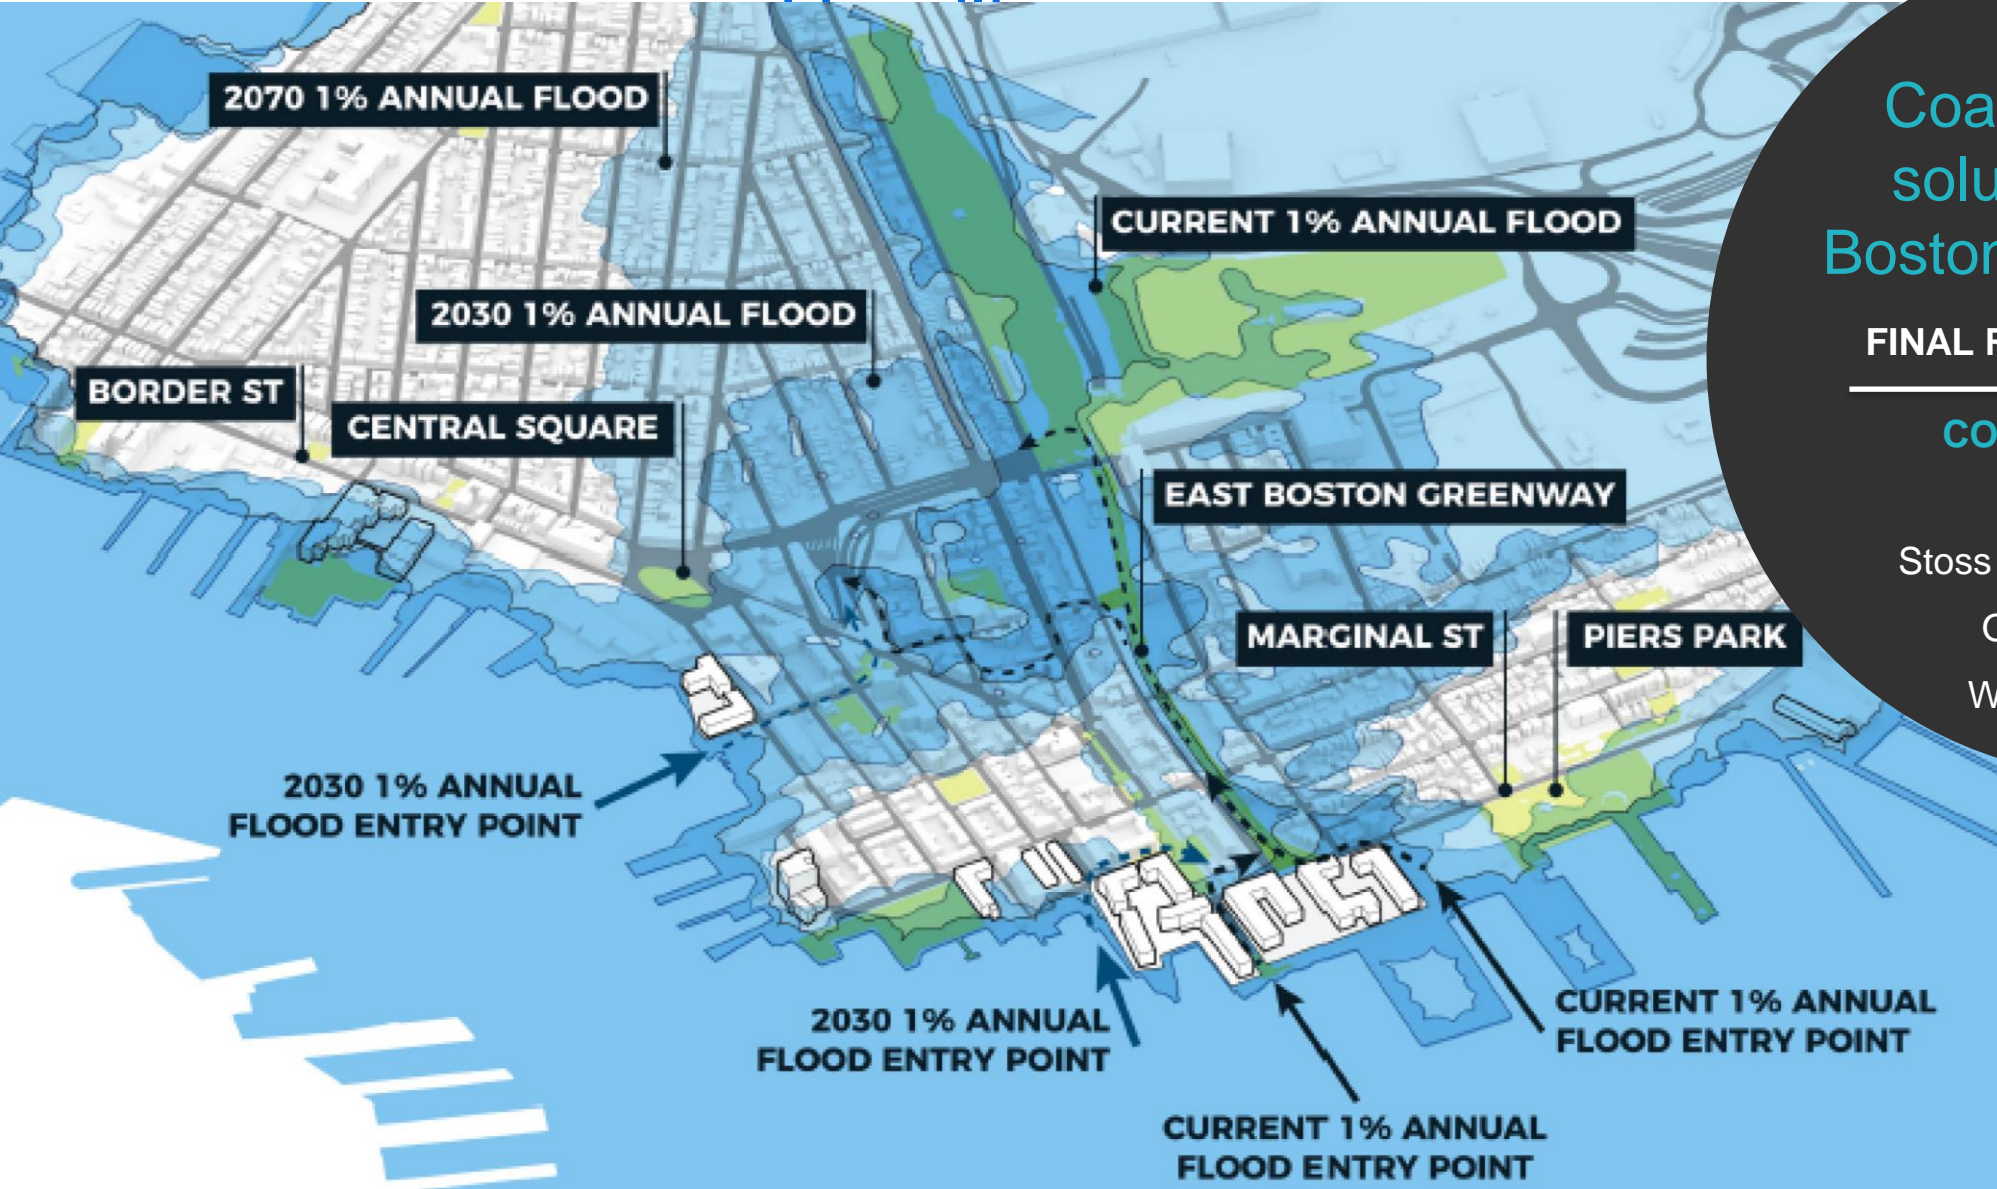 2070 1% ANNUAL FLOOD
CURRENT 1% ANNUAL FLOOD
2030 1% ANNUAL FLOOD
BORDER ST
CENTRAL SQUARE
EAST BOSTON GREENWAY
MARGINAL ST
PIERS PARK
2030 1% ANNUAL
FLOOD ENTRY POINT
2030 1% ANNUAL
FLOOD ENTRY POINT
CURRENT 1% ANNUAL
FLOOD ENTRY POINT
CURRENT 1% ANNUAL
FLOOD ENTRY POINT
Coa
solu
Boston
FINAL R
co
Stoss
W